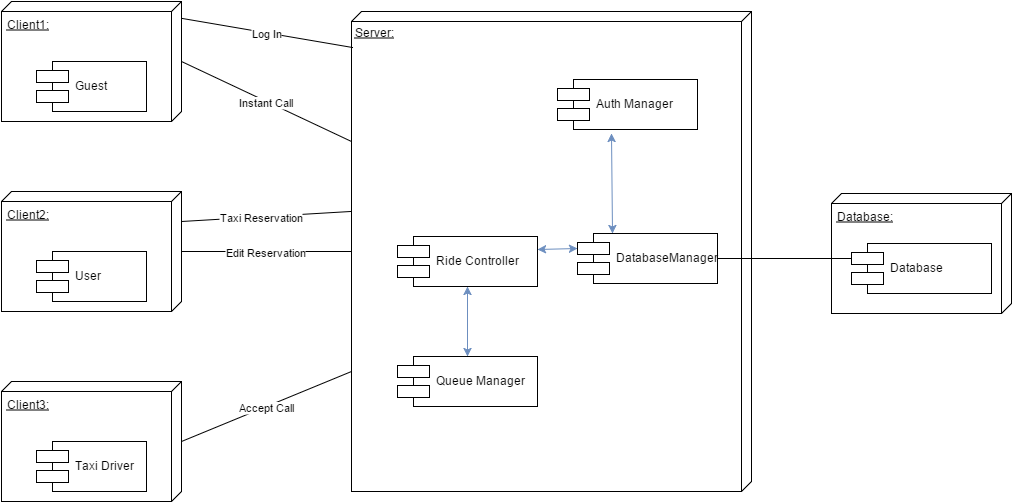 Client1:
Guest
Log In
Instant Call
Client2:
User
Taxi Reservation
Edit Reservation
Client3:
Taxi Driver
Accept Call
Server:
Auth Manager
Ride Controller
DatabaseManager
Queue Manager
Database:
Database